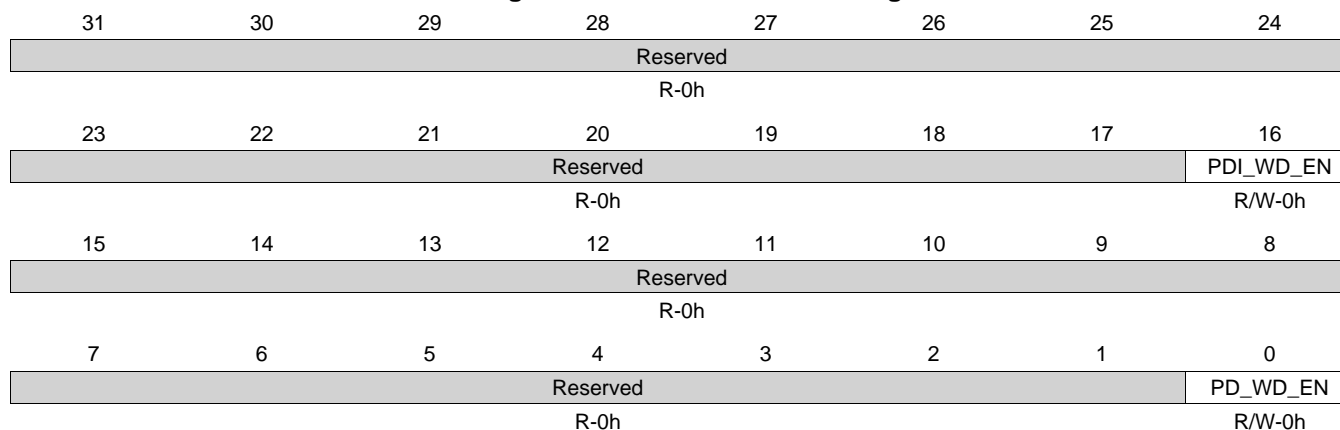 31 30 29 28 27 26 25 24
Reserved
R-0h
23 22 21 20 19 18 17 16
Reserved PDI_WD_EN
R-0h R/W-0h
15 14 13 12 11 10 9 8
Reserved
R-0h
7 6 5 4 3 2 1 0
Reserved PD_WD_EN
R-0h R/W-0h